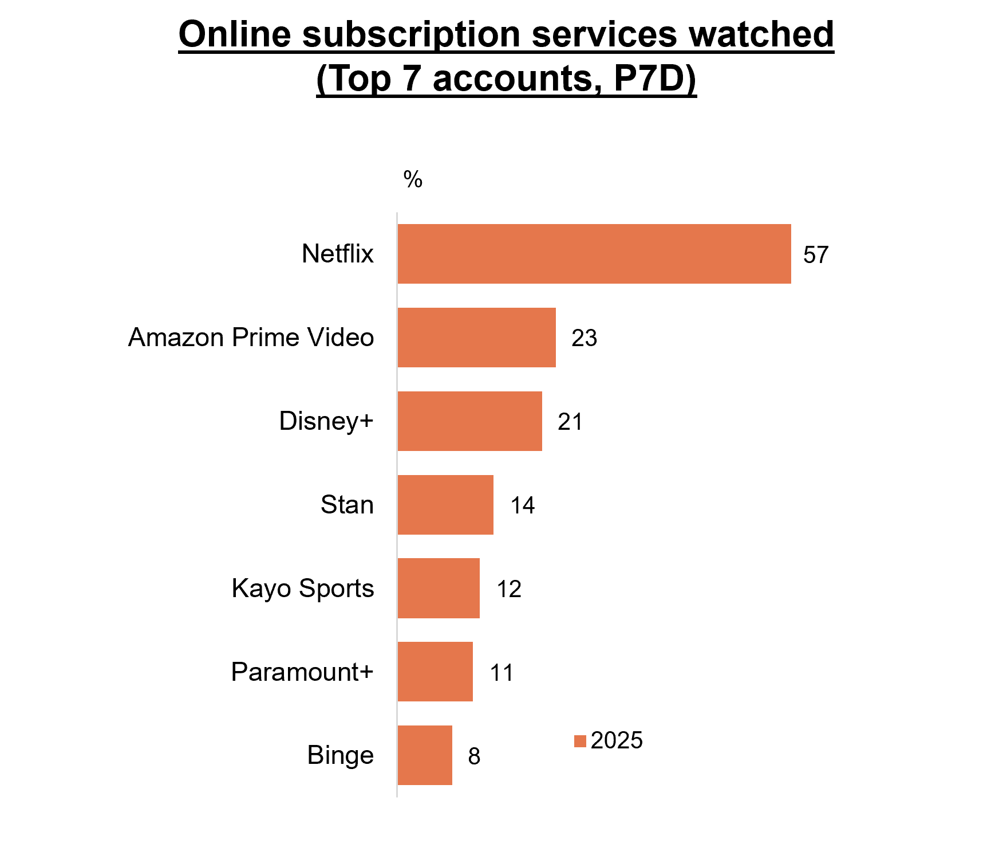 Online subscription services watched
(Top 7 accounts, P7D)
%
Netflix 57
Amazon Prime Video 23
Disney+ 21
Stan 14
Kayo Sports 12
Paramount+ 11
Binge 8
2025